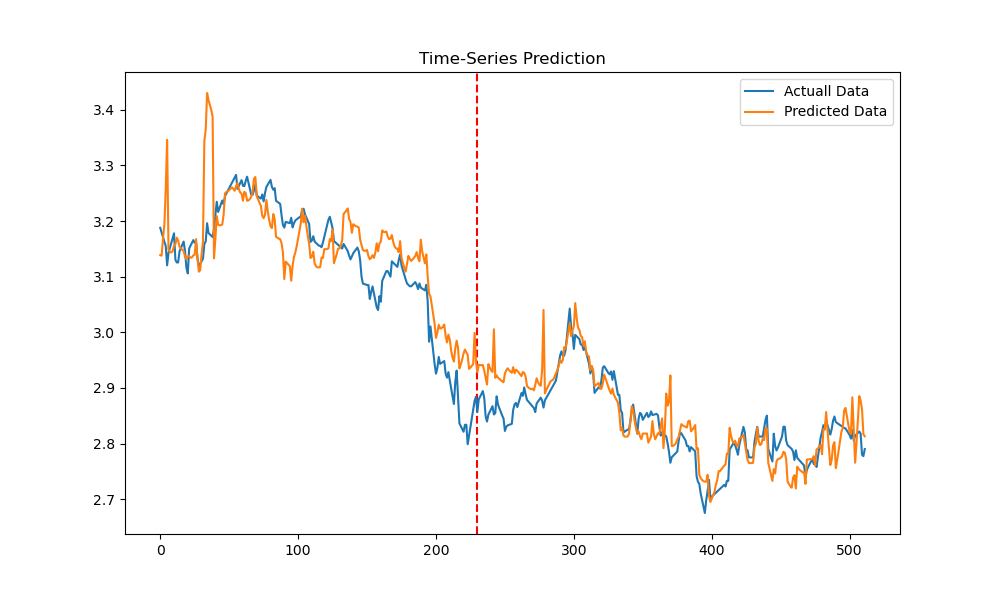 Time-Series Prediction
Actuall Data
Predicted Data
3.4
3.3
3.2
3.1
3.0
2.9
2.8
2.7
0 100 200 300 400 500